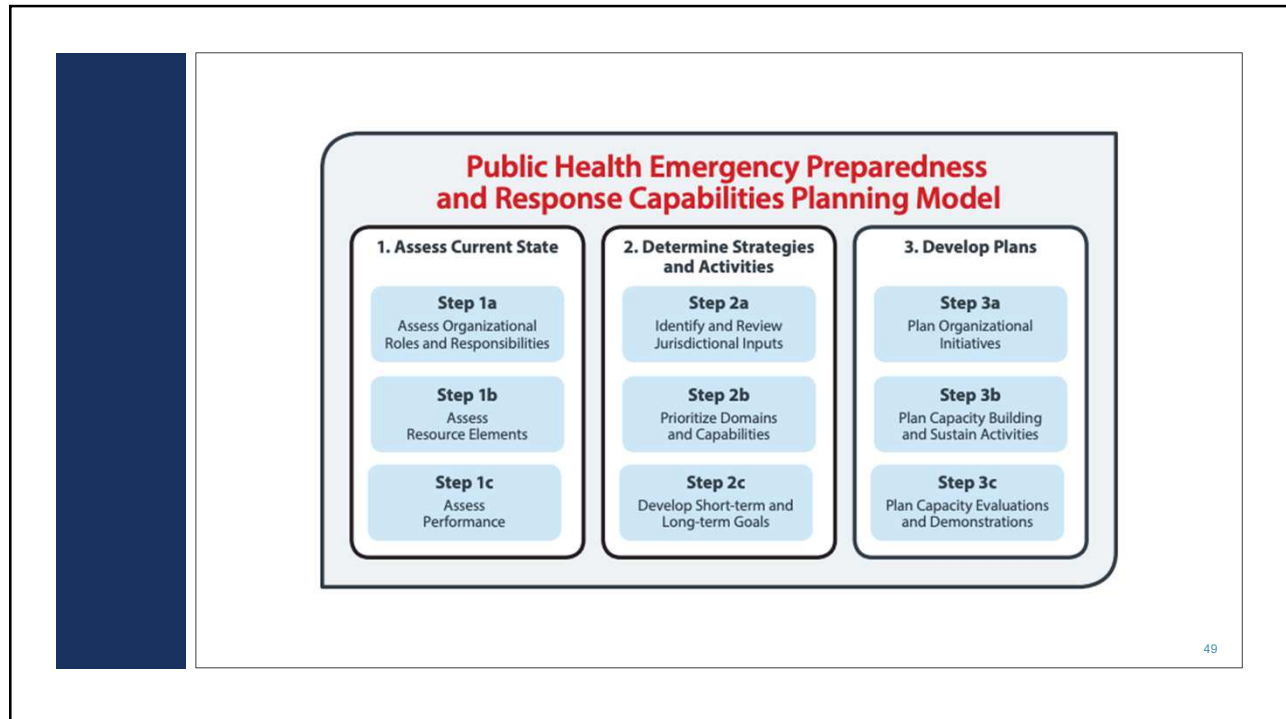 Public Health Emergency Preparedness
and Response Capabilities Planning Model
1. Assess Current State
Step 1a
Assess Organizational
Roles and Responsibilities
Step 1b
Assess
Resource Elements
Step 1c
Assess
Performance
2. Determine Strategies
and Activities
Step 2a
Identify and Review
Jurisdictional Inputs
Step 2b
Prioritize Domains
and Capabilities
Step 2c
Develop Short-term and
Long-term Goals
3. Develop Plans
Step 3a
Plan Organizational
Initiatives
Step 3b
Plan Capacity Building
and Sustain Activities
Step 3c
Plan Capacity Evaluations
and Demonstrations
49